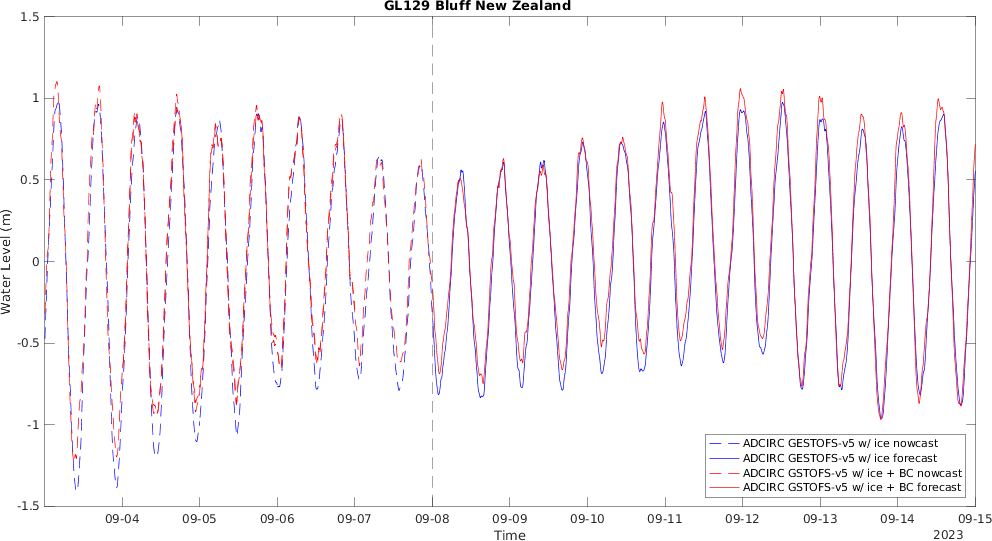 GL129 Bluff New Zealand
1.5
1
0.5
0
-0.5
-1
-1.5
Water Level (m)
ADCIRC GESTOFS-v5 w/ ice nowcast
ADCIRC GESTOFS-v5 w/ ice forecast
ADCIRC GSTOFS-v5 w/ ice + BC nowcast
ADCIRC GSTOFS-v5 w/ ice + BC forecast
09-04 09-05 09-06 09-07 09-08 09-09 09-10 09-11 09-12 09-13 09-14 09-15
Time
2023